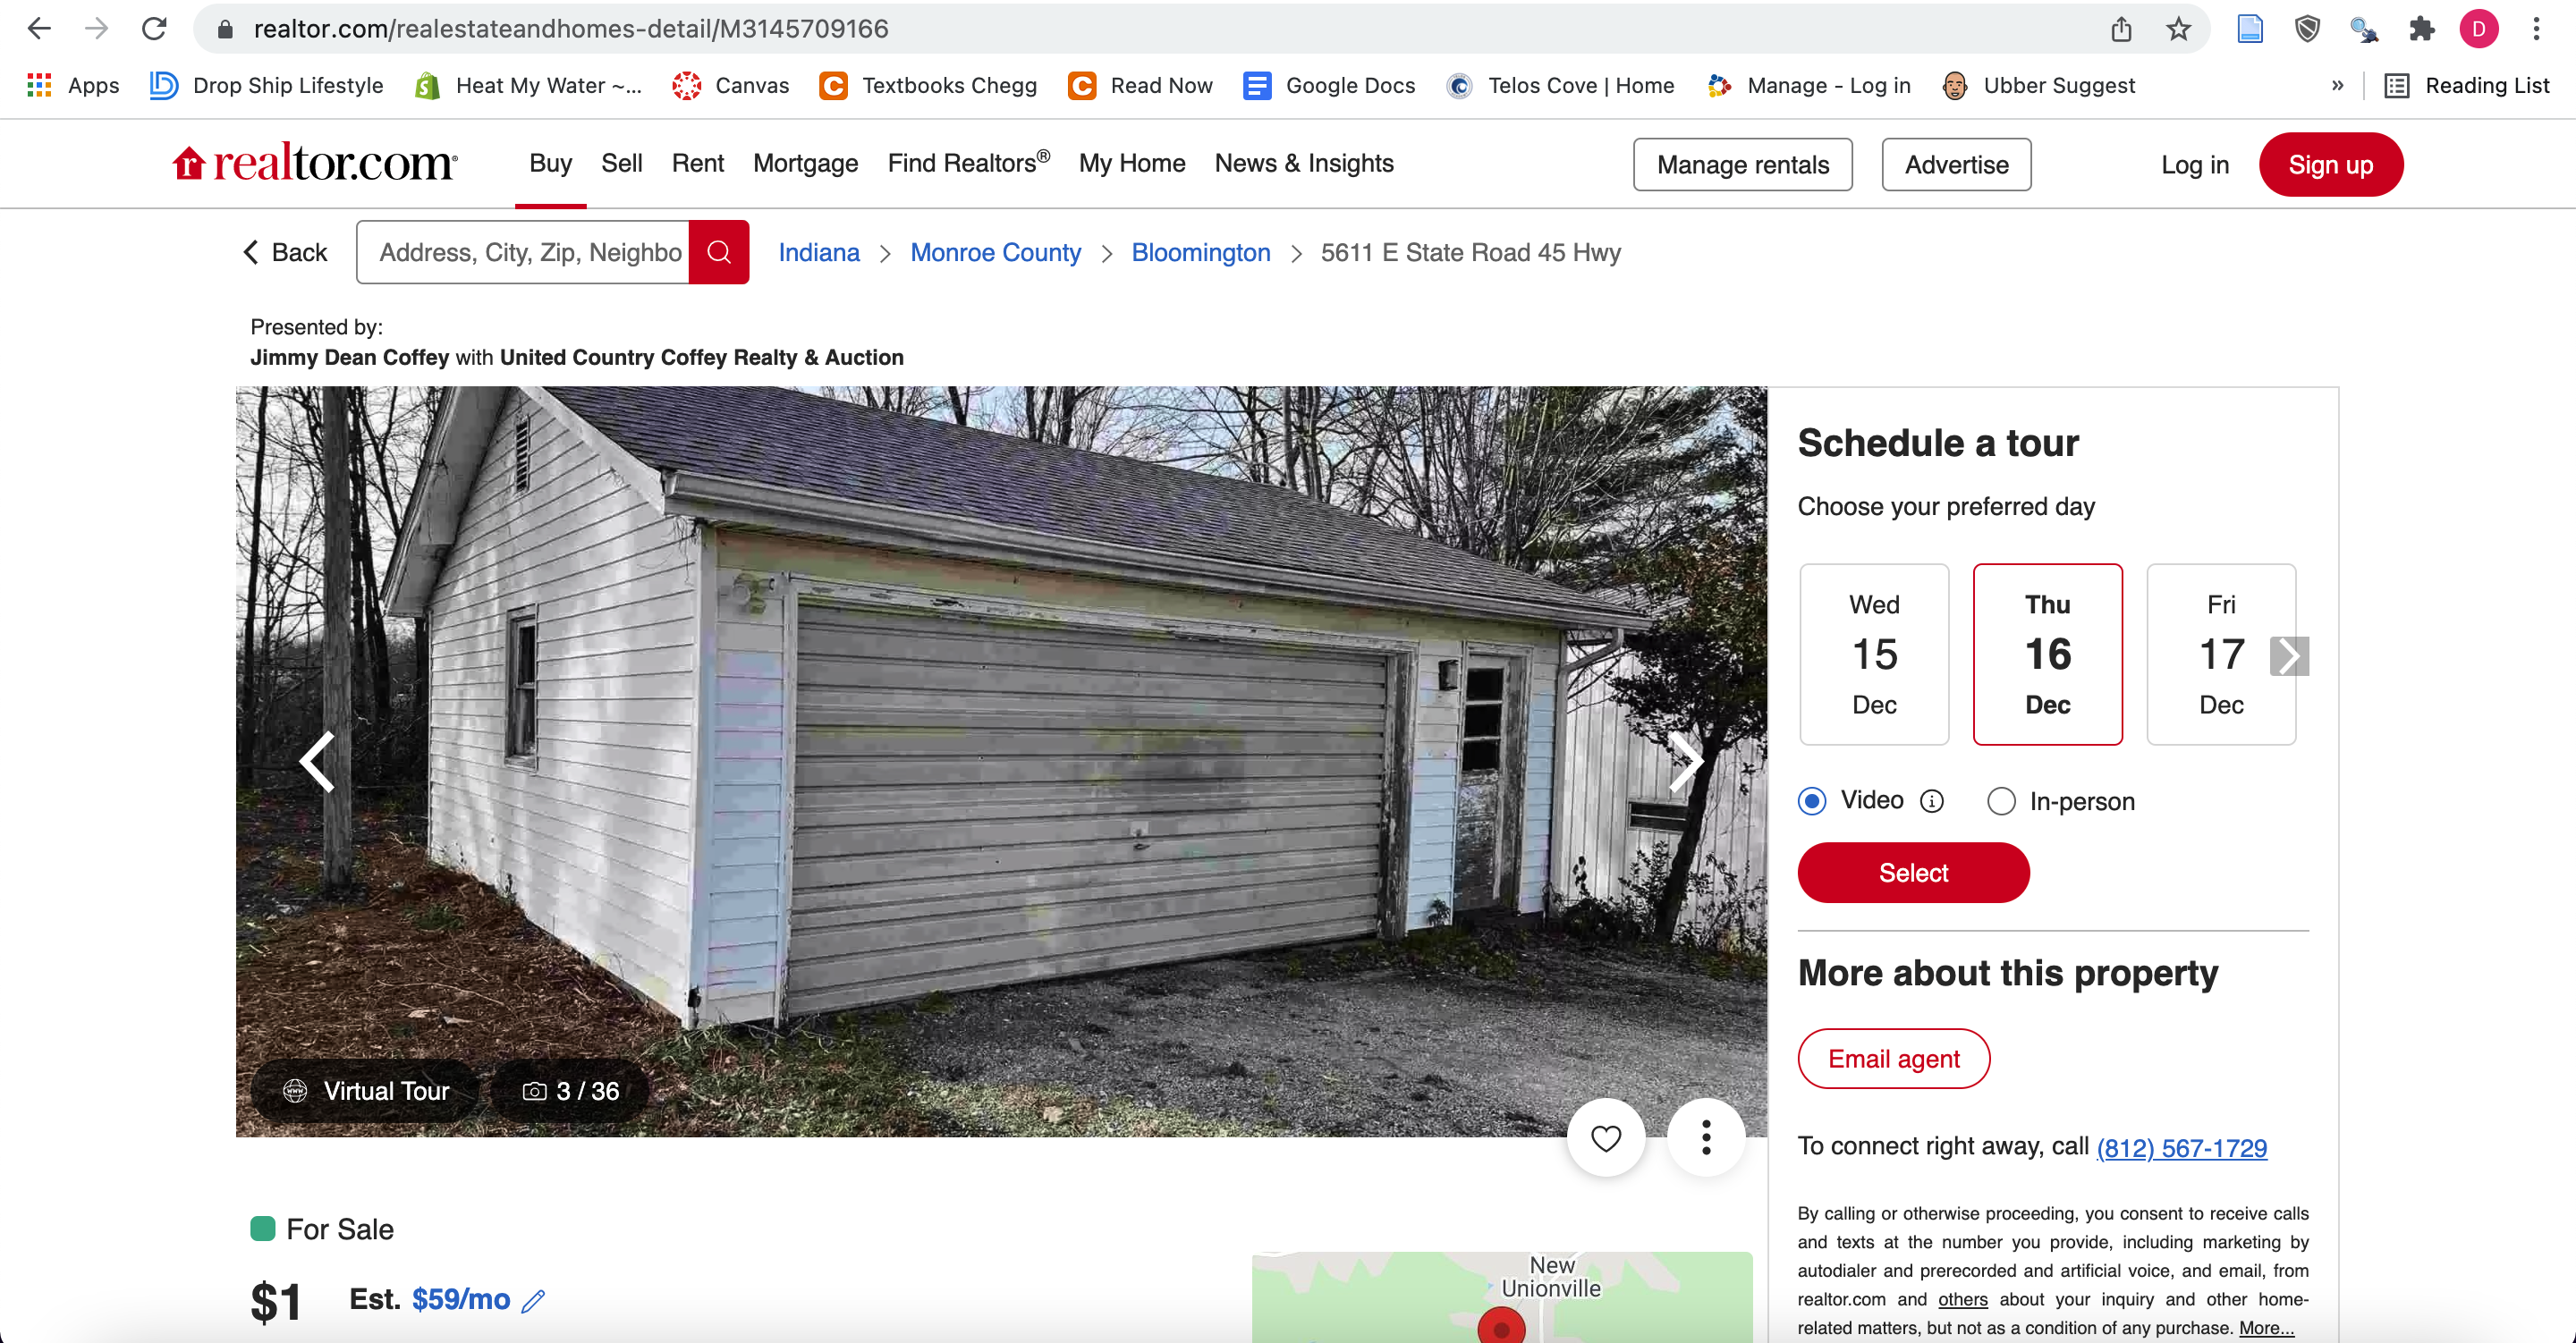 realtor.com/realestateandhomes-detail/M3145709166
D
Apps Drop Ship Lifestyle Heat My Water ~... Canvas Textbooks Chegg Read Now Google Docs Telos Cove | Home Manage - Log in Ubber Suggest » Reading List
realtor.com® Buy Sell Rent Mortgage Find Realtors® My Home News & Insights Manage rentals Advertise Log in Sign up
Back Address, City, Zip, Neighbo Indiana > Monroe County > Bloomington > 5611 E State Road 45 Hwy
Presented by:
Jimmy Dean Coffey with United Country Coffey Realty & Auction
Virtual Tour 3 / 36
For Sale
$1 Est. $59/mo
New
Unionville
Schedule a tour
Choose your preferred day
Wed Thu Fri
15 16 17
Dec Dec Dec
Video In-person
Select
More about this property
Email agent
To connect right away, call (812) 567-1729
By calling or otherwise proceeding, you consent to receive calls
and texts at the number you provide, including marketing by
autodialer and prerecorded and artificial voice, and email, from
realtor.com and others about your inquiry and other home-
related matters, but not as a condition of any purchase. More...